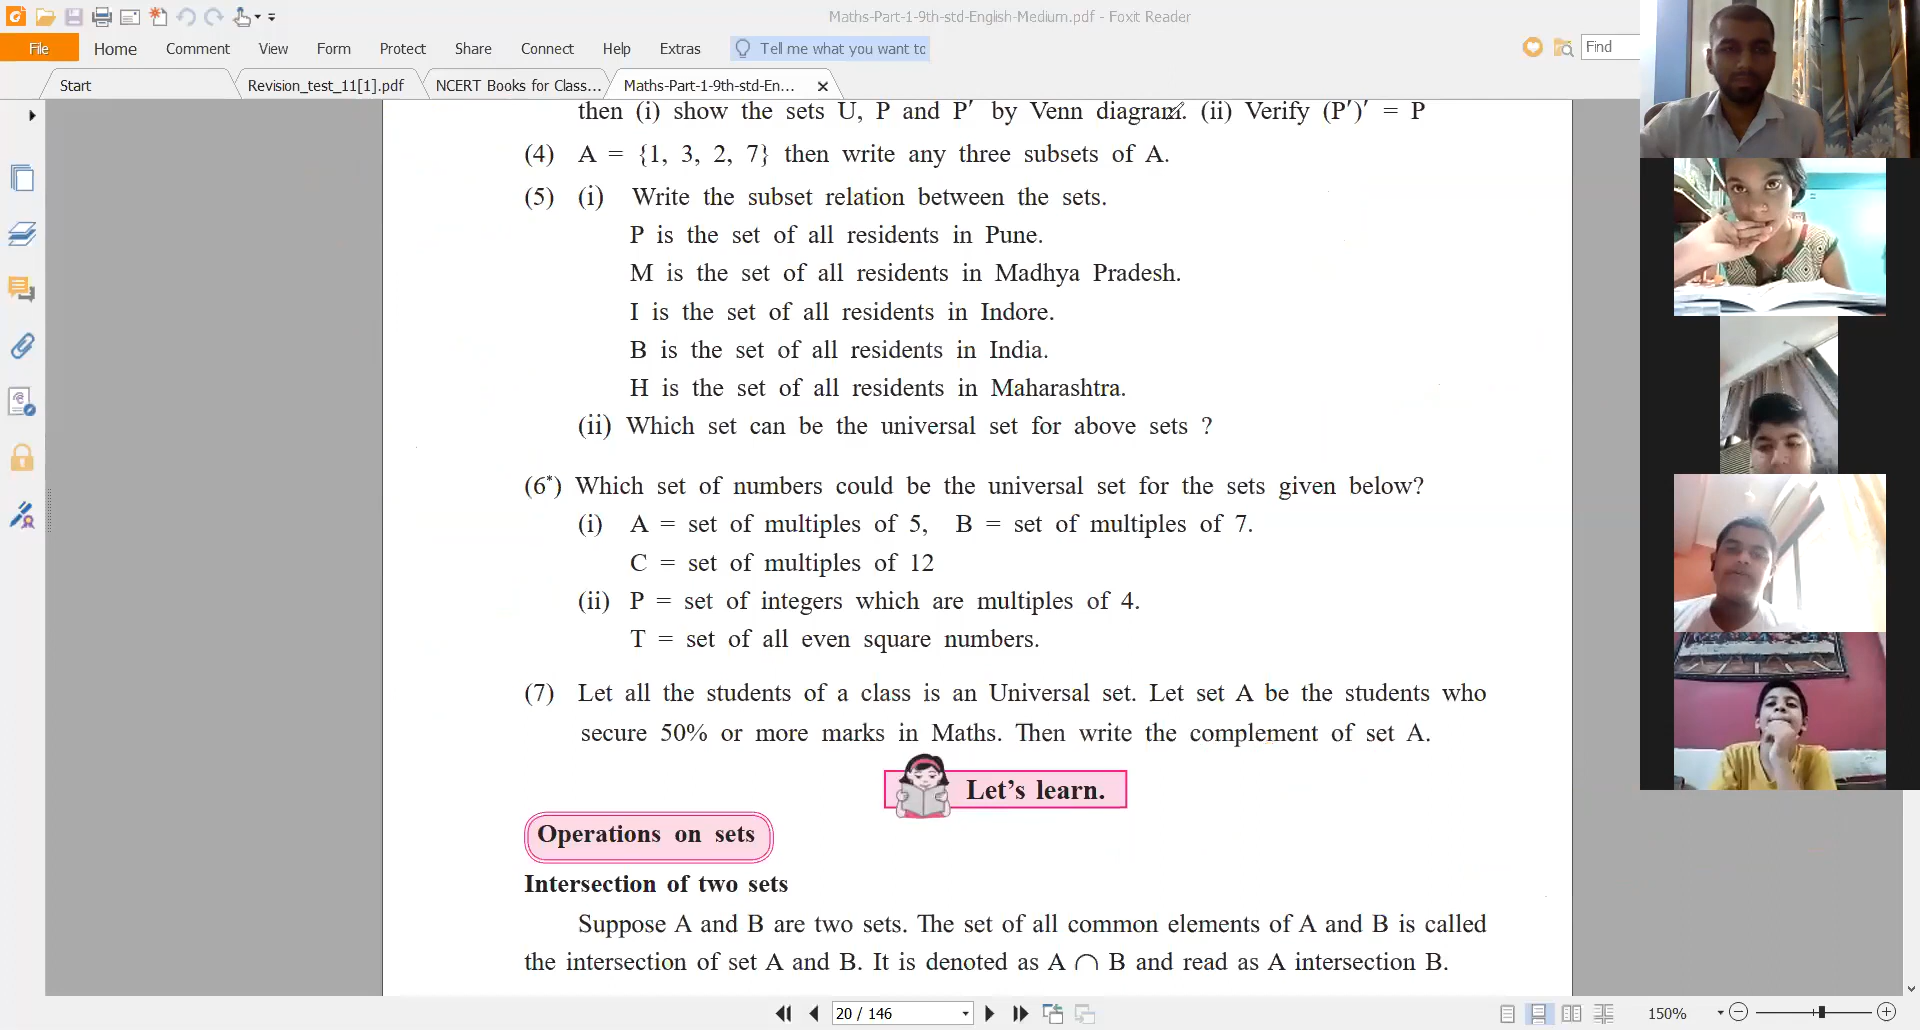 Maths-Part-1-9th-std-English-Medium.pdf - Foxit Reader
File Home Comment View Form Protect Share Connect Help Extras Tell me what you want to Find
Start Revision_test_11[1].pdf NCERT Books for Class... Maths-Part-1-9th-std-En...
then (i) show the sets U, P and P′ by Venn diagram. (ii) Verify (P′)′ = P
(4) A = {1, 3, 2, 7} then write any three subsets of A.
(5) (i) Write the subset relation between the sets.
P is the set of all residents in Pune.
M is the set of all residents in Madhya Pradesh.
I is the set of all residents in Indore.
B is the set of all residents in India.
H is the set of all residents in Maharashtra.
(ii) Which set can be the universal set for above sets ?
(6*) Which set of numbers could be the universal set for the sets given below?
(i) A = set of multiples of 5, B = set of multiples of 7.
C = set of multiples of 12
(ii) P = set of integers which are multiples of 4.
T = set of all even square numbers.
(7) Let all the students of a class is an Universal set. Let set A be the students who
secure 50% or more marks in Maths. Then write the complement of set A.
Let's learn.
Operations on sets
Intersection of two sets
Suppose A and B are two sets. The set of all common elements of A and B is called
the intersection of set A and B. It is denoted as A ∩ B and read as A intersection B.
20 / 146 150%